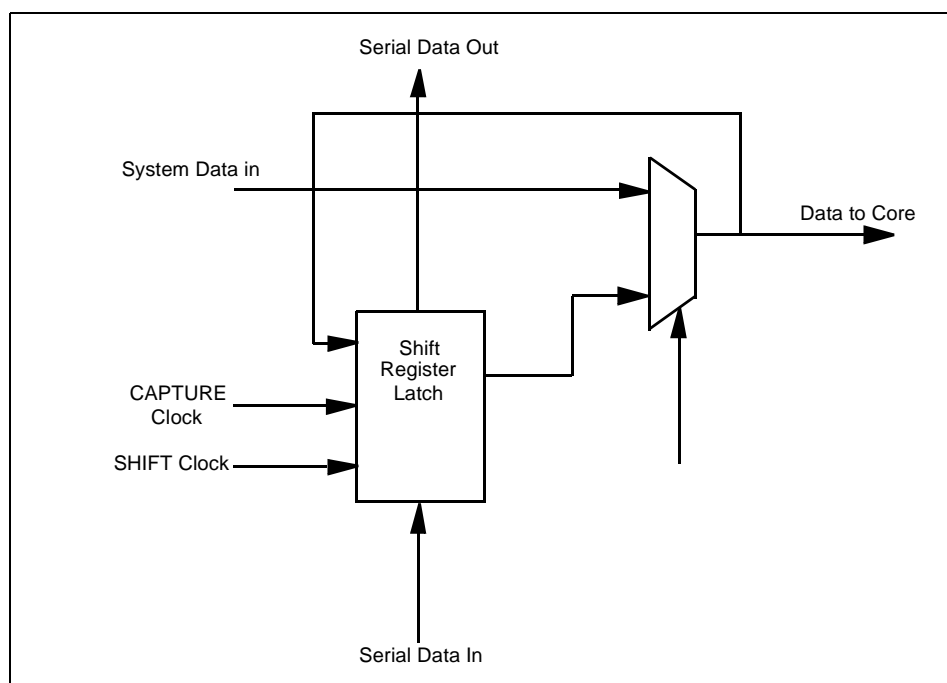 Serial Data Out
System Data in
Data to Core
Shift
Register
Latch
CAPTURE
Clock
SHIFT Clock
Serial Data In